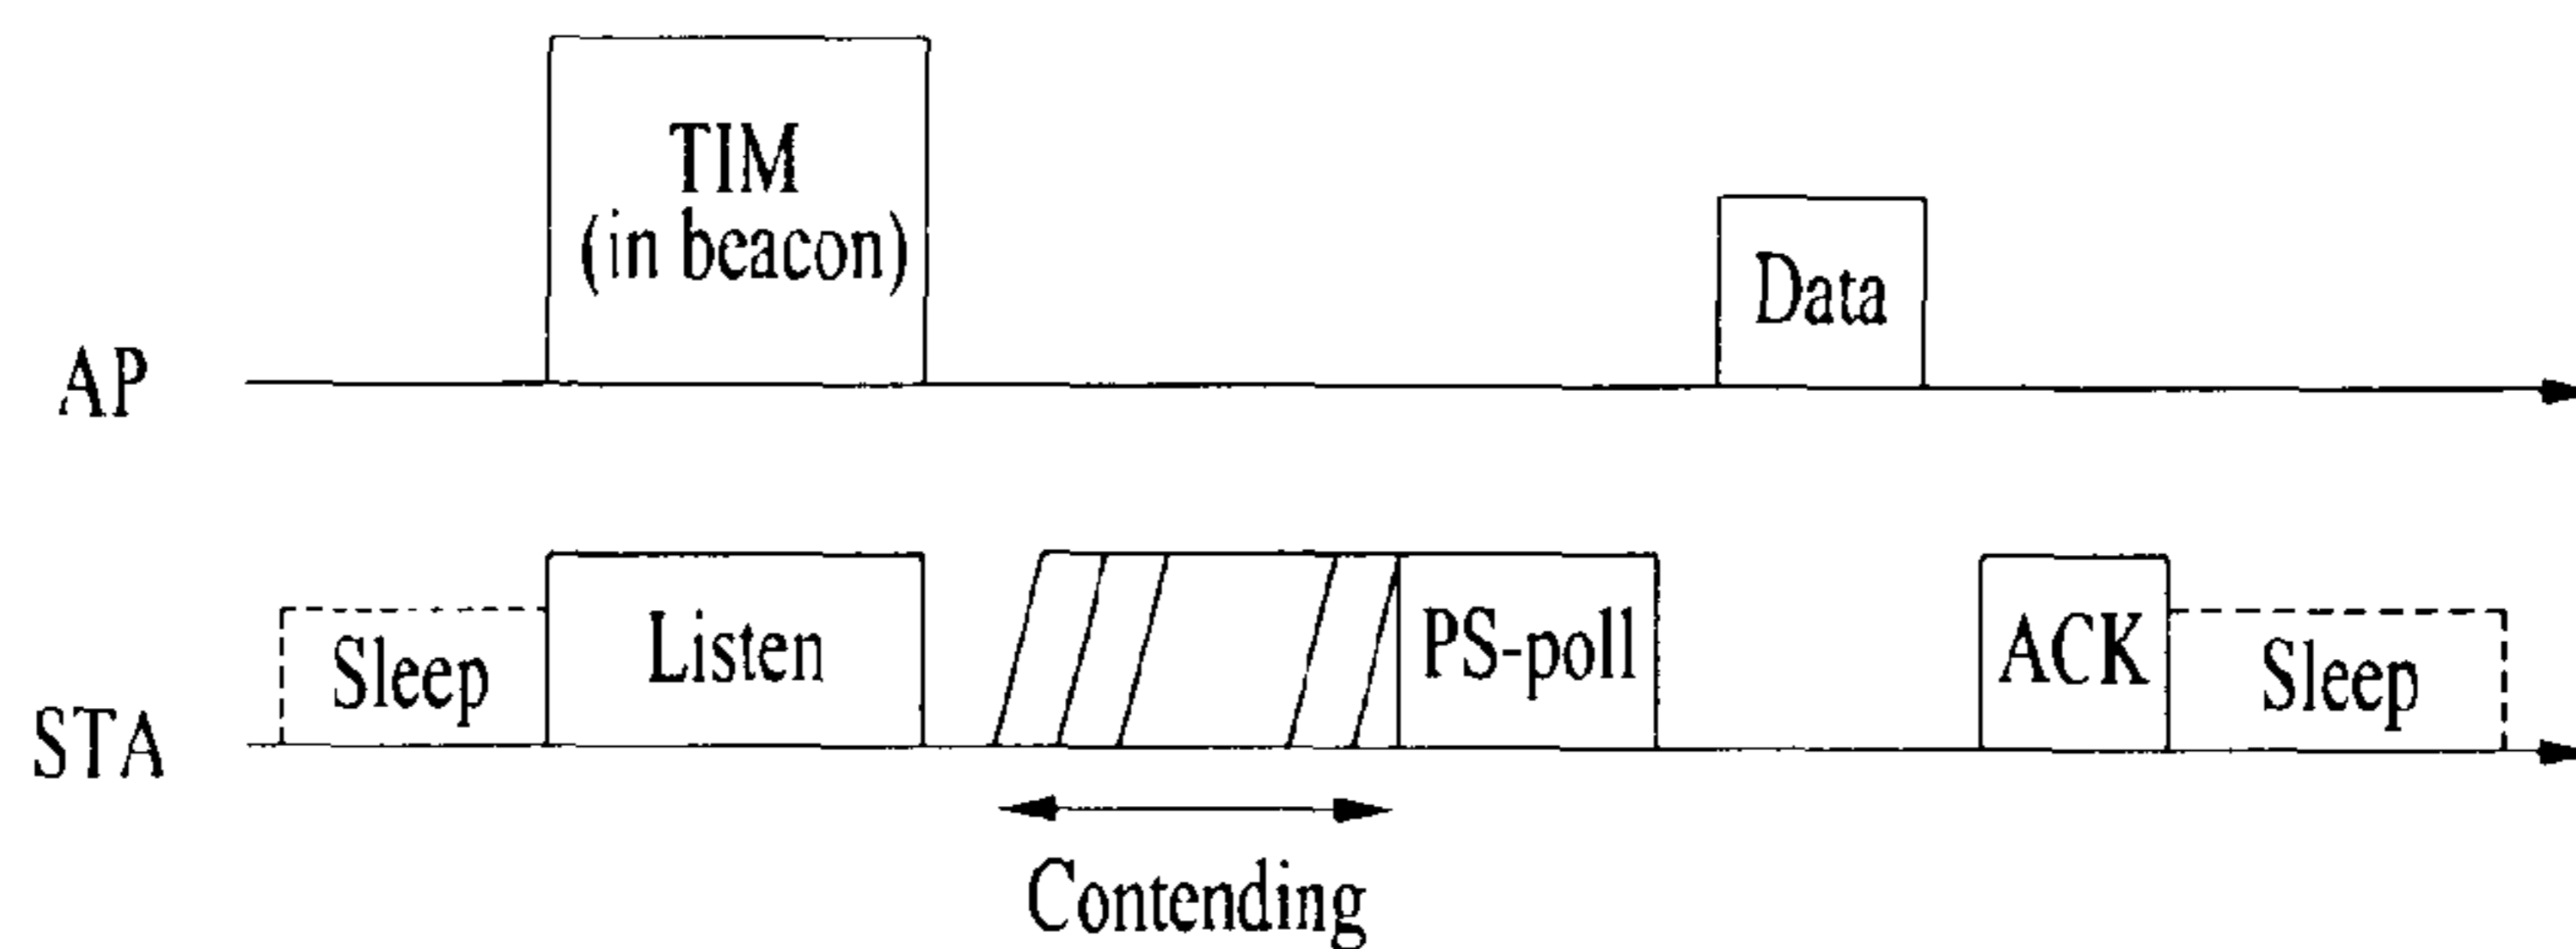 TIM
(in beacon)
Data
AP
Sleep
Listen
PS-poll
ACK
Sleep
STA
Contending